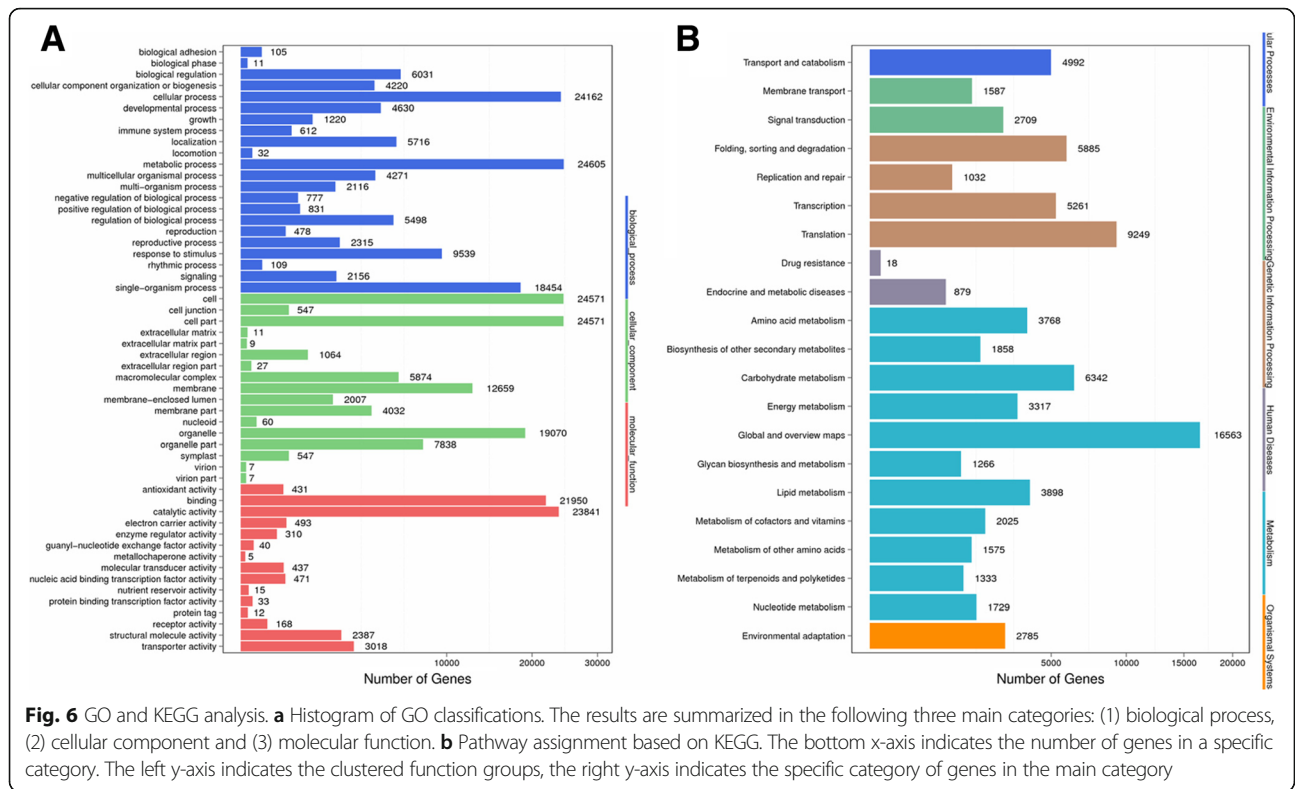 A
biological adhesion 105
biological phase 11
biological regulation 6031
cellular component organization or biogenesis 4220
cellular process 24162
developmental process 4630
growth 1220
immune system process 612
localization 5716
locomotion 32
metabolic process 24605
multicellular organismal process 4271
multi-organism process 2116
negative regulation of biological process 777
positive regulation of biological process 831
regulation of biological process 5498
reproduction 478
reproductive process 2315
response to stimulus 9539
rhythmic process 109
signaling 2156
single-organism process 18454
cell 24571
cell junction 547
cell part 24571
extracellular matrix 11
extracellular matrix part 9
extracellular region 1064
extracellular region part 27
macromolecular complex 5874
membrane 12659
membrane-enclosed lumen 2007
membrane part 4032
nucleoid 60
organelle 19070
organelle part 7838
symplast 547
virion 7
virion part 7
antioxidant activity 431
binding 21950
catalytic activity 23841
electron carrier activity 493
enzyme regulator activity 310
guanyl-nucleotide exchange factor activity 40
metallochaperone activity 5
molecular transducer activity 437
nucleic acid binding transcription factor activity 471
nutrient reservoir activity 15
protein binding transcription factor activity 33
protein tag 12
receptor activity 168
structural molecule activity 2387
transporter activity 3018
10000 20000 30000
Number of Genes
biological_process
cellular_component
molecular_function
B
Transport and catabolism 4992
Membrane transport 1587
Signal transduction 2709
Folding, sorting and degradation 5885
Replication and repair 1032
Transcription 5261
Translation 9249
Drug resistance 18
Endocrine and metabolic diseases 879
Amino acid metabolism 3768
Biosynthesis of other secondary metabolites 1858
Carbohydrate metabolism 6342
Energy metabolism 3317
Global and overview maps 16563
Glycan biosynthesis and metabolism 1266
Lipid metabolism 3898
Metabolism of cofactors and vitamins 2025
Metabolism of other amino acids 1575
Metabolism of terpenoids and polyketides 1333
Nucleotide metabolism 1729
Environmental adaptation 2785
5000 10000 15000 20000
Number of Genes
ular Processes
Environmental Information Processing
Genetic Information Processing
Human Diseases
Metabolism
Organismal Systems
Fig. 6 GO and KEGG analysis. a Histogram of GO classifications. The results are summarized in the following three main categories: (1) biological process,
(2) cellular component and (3) molecular function. b Pathway assignment based on KEGG. The bottom x-axis indicates the number of genes in a specific
category. The left y-axis indicates the clustered function groups, the right y-axis indicates the specific category of genes in the main category